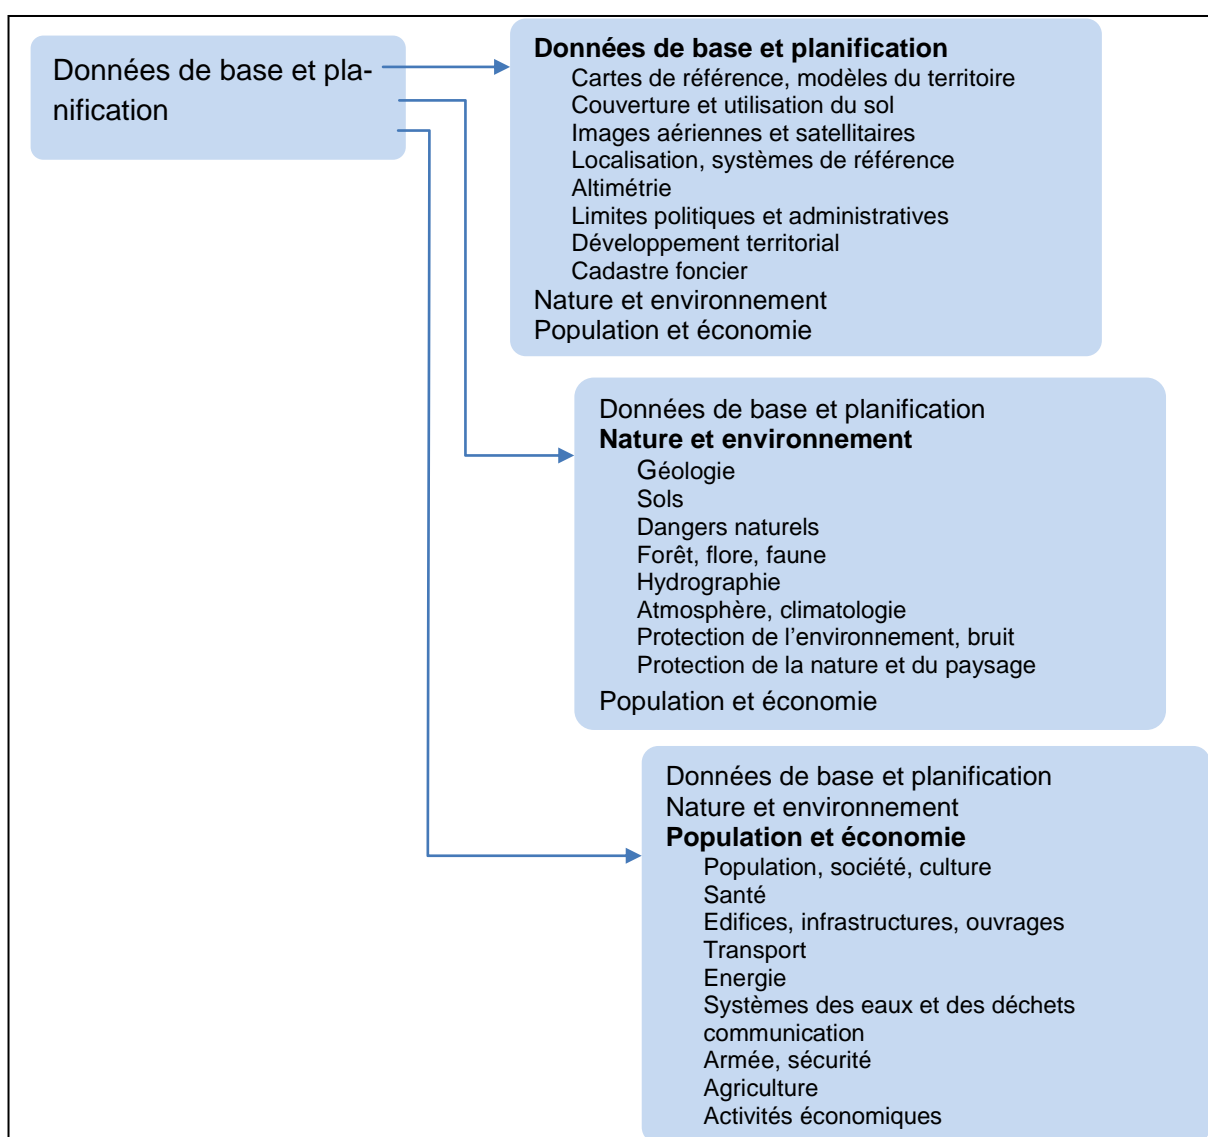 Données de base et pla-
nification
Données de base et planification
Cartes de référence, modèles du territoire
Couverture et utilisation du sol
Images aériennes et satellitaires
Localisation, systèmes de référence
Altimétrie
Limites politiques et administratives
Développement territorial
Cadastre foncier
Nature et environnement
Population et économie
Données de base et planification
Nature et environnement
Géologie
Sols
Dangers naturels
Forêt, flore, faune
Hydrographie
Atmosphère, climatologie
Protection de l’environnement, bruit
Protection de la nature et du paysage
Population et économie
Données de base et planification
Nature et environnement
Population et économie
Population, société, culture
Santé
Edifices, infrastructures, ouvrages
Transport
Energie
Systèmes des eaux et des déchets
communication
Armée, sécurité
Agriculture
Activités économiques